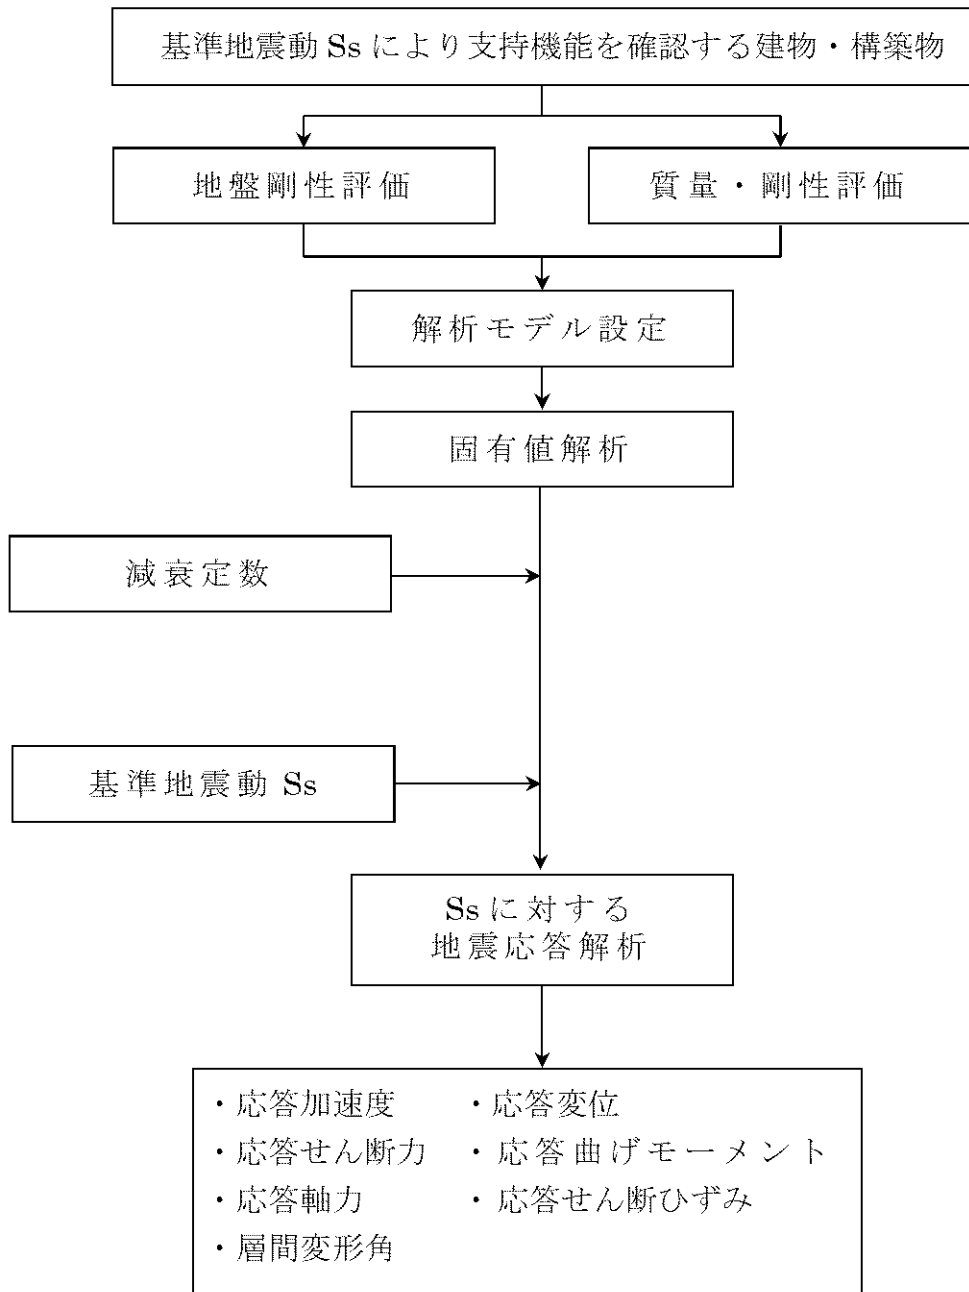 基準地震動 Ss により支持機能を確認する建物・構築物
地盤剛性評価
質量・剛性評価
解析モデル設定
固有値解析
減衰定数
基準地震動 Ss
Ss に対する
地震応答解析
・応答加速度
・応答変位
・応答せん断力
・応答曲げモーメント
・応答軸力
・応答せん断ひずみ
・層間変形角